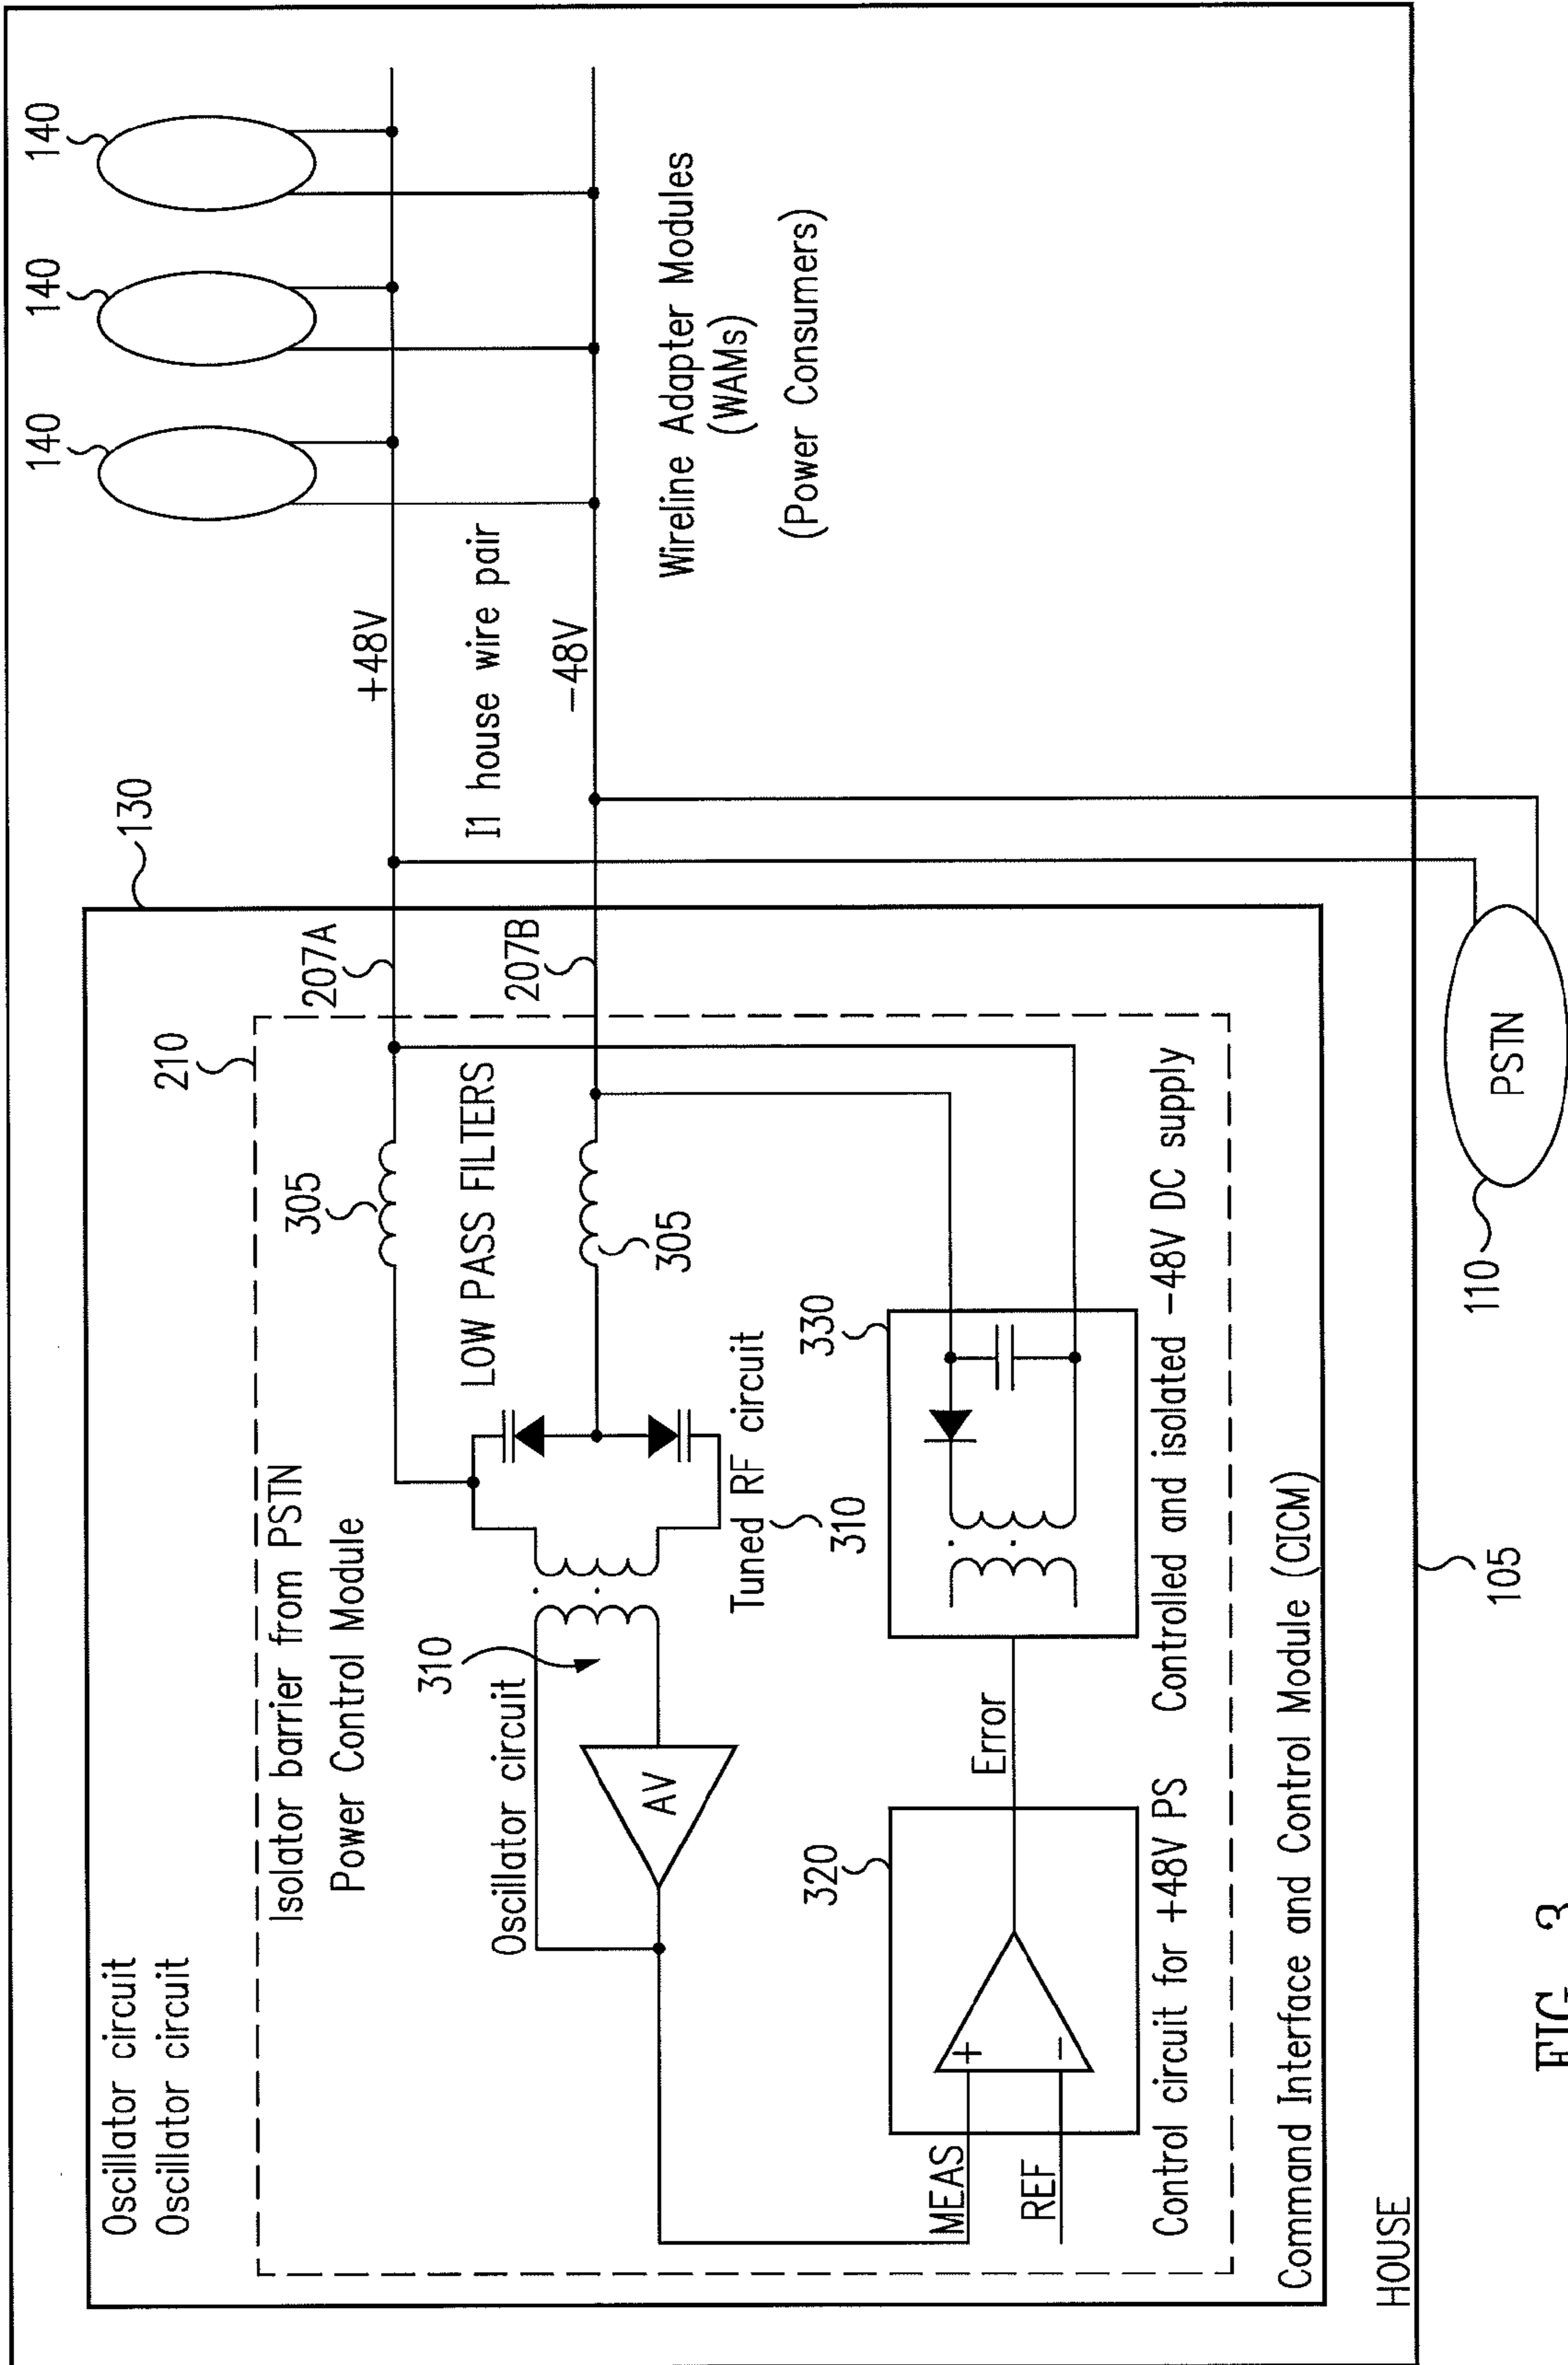 Oscillator circuit
Oscillator circuit
130
140
140
140
210
Isolator barrier from PSTN
Power Control Module
305
207A
+48V
I1 house wire pair
-48V
310
Oscillator circuit
LOW PASS FILTERS
207B
AV
305
Tuned RF circuit
310
Wireline Adapter Modules
(WAMs)
(Power Consumers)
320
330
MEAS
+
REF
-
Error
Control circuit for +48V PS
Controlled and isolated -48V DC supply
Command Interface and Control Module (CICM)
HOUSE
105
110
PSTN
FIG. 3